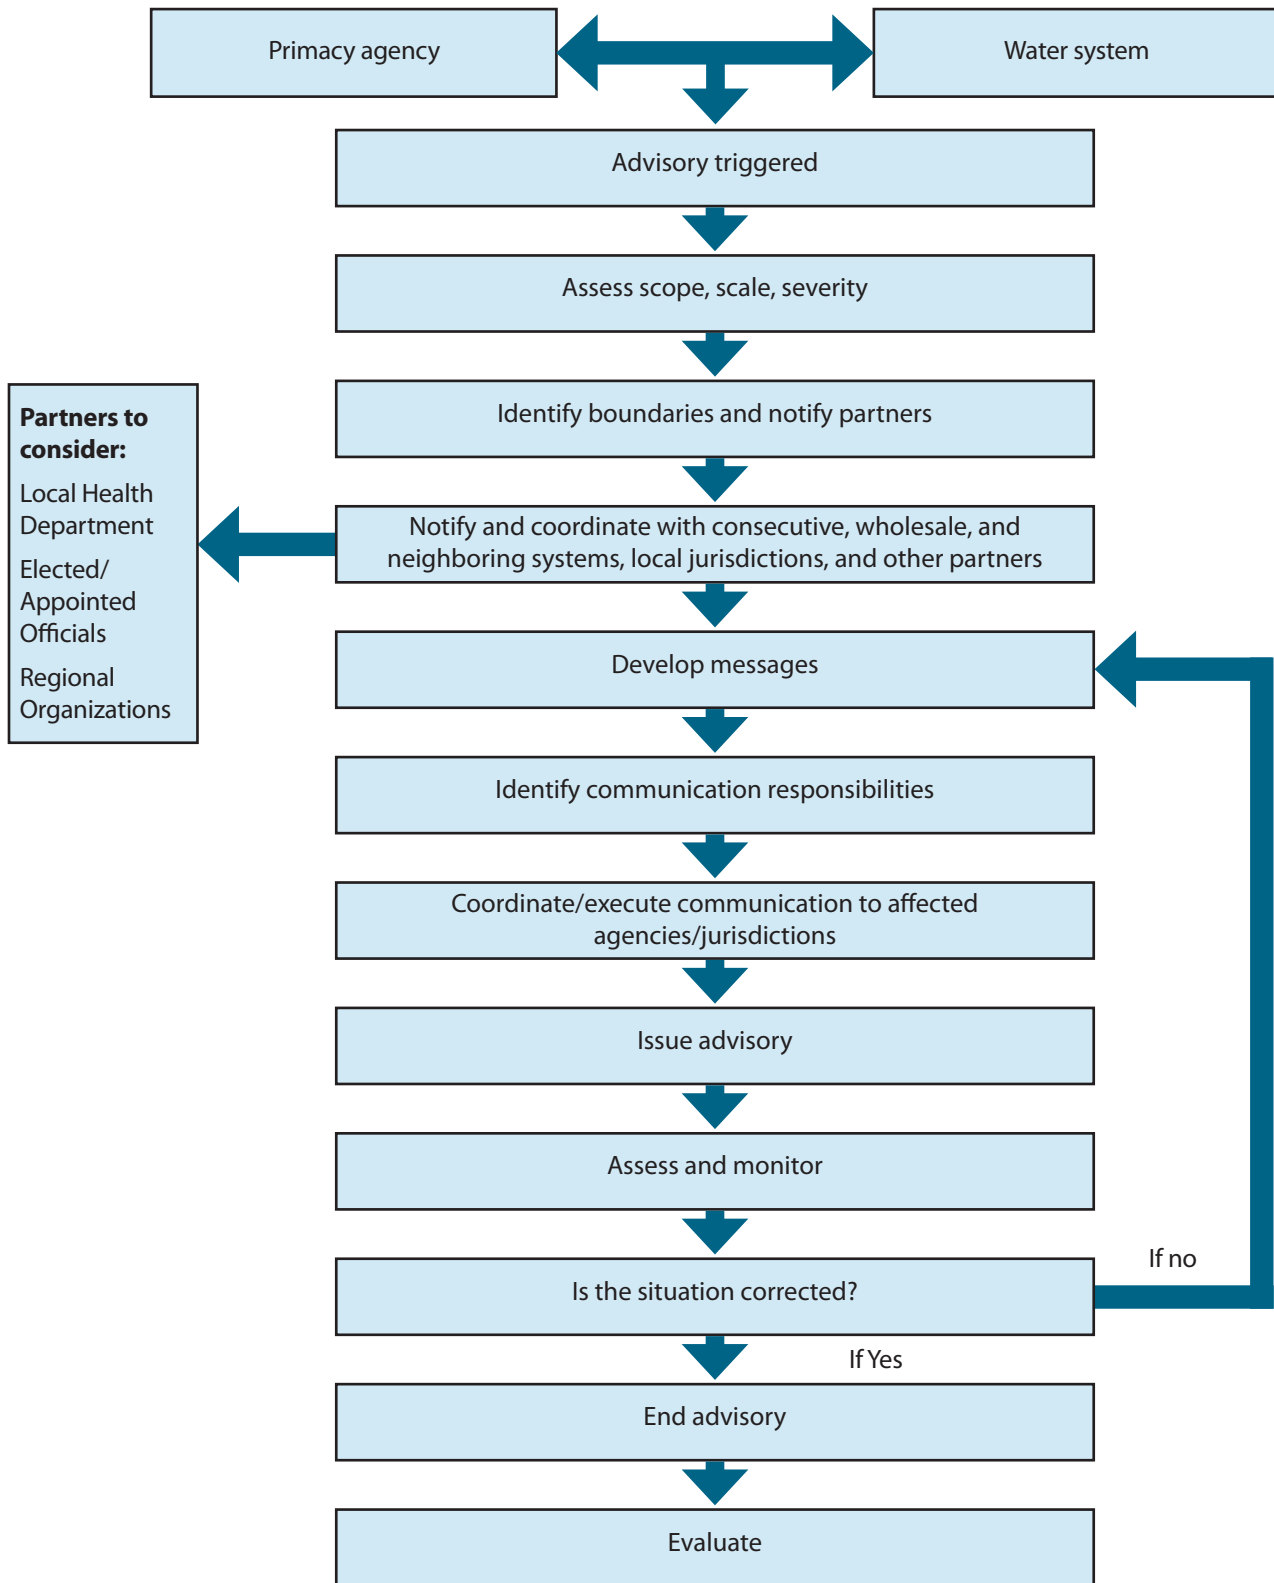 Primacy agency
Water system
Advisory triggered
Assess scope, scale, severity
Identify boundaries and notify partners
Partners to
consider:
Local Health
Department
Elected/
Appointed
Officials
Regional
Organizations
Notify and coordinate with consecutive, wholesale, and
neighboring systems, local jurisdictions, and other partners
Develop messages
Identify communication responsibilities
Coordinate/execute communication to affected
agencies/jurisdictions
Issue advisory
Assess and monitor
If no
Is the situation corrected?
If Yes
End advisory
Evaluate